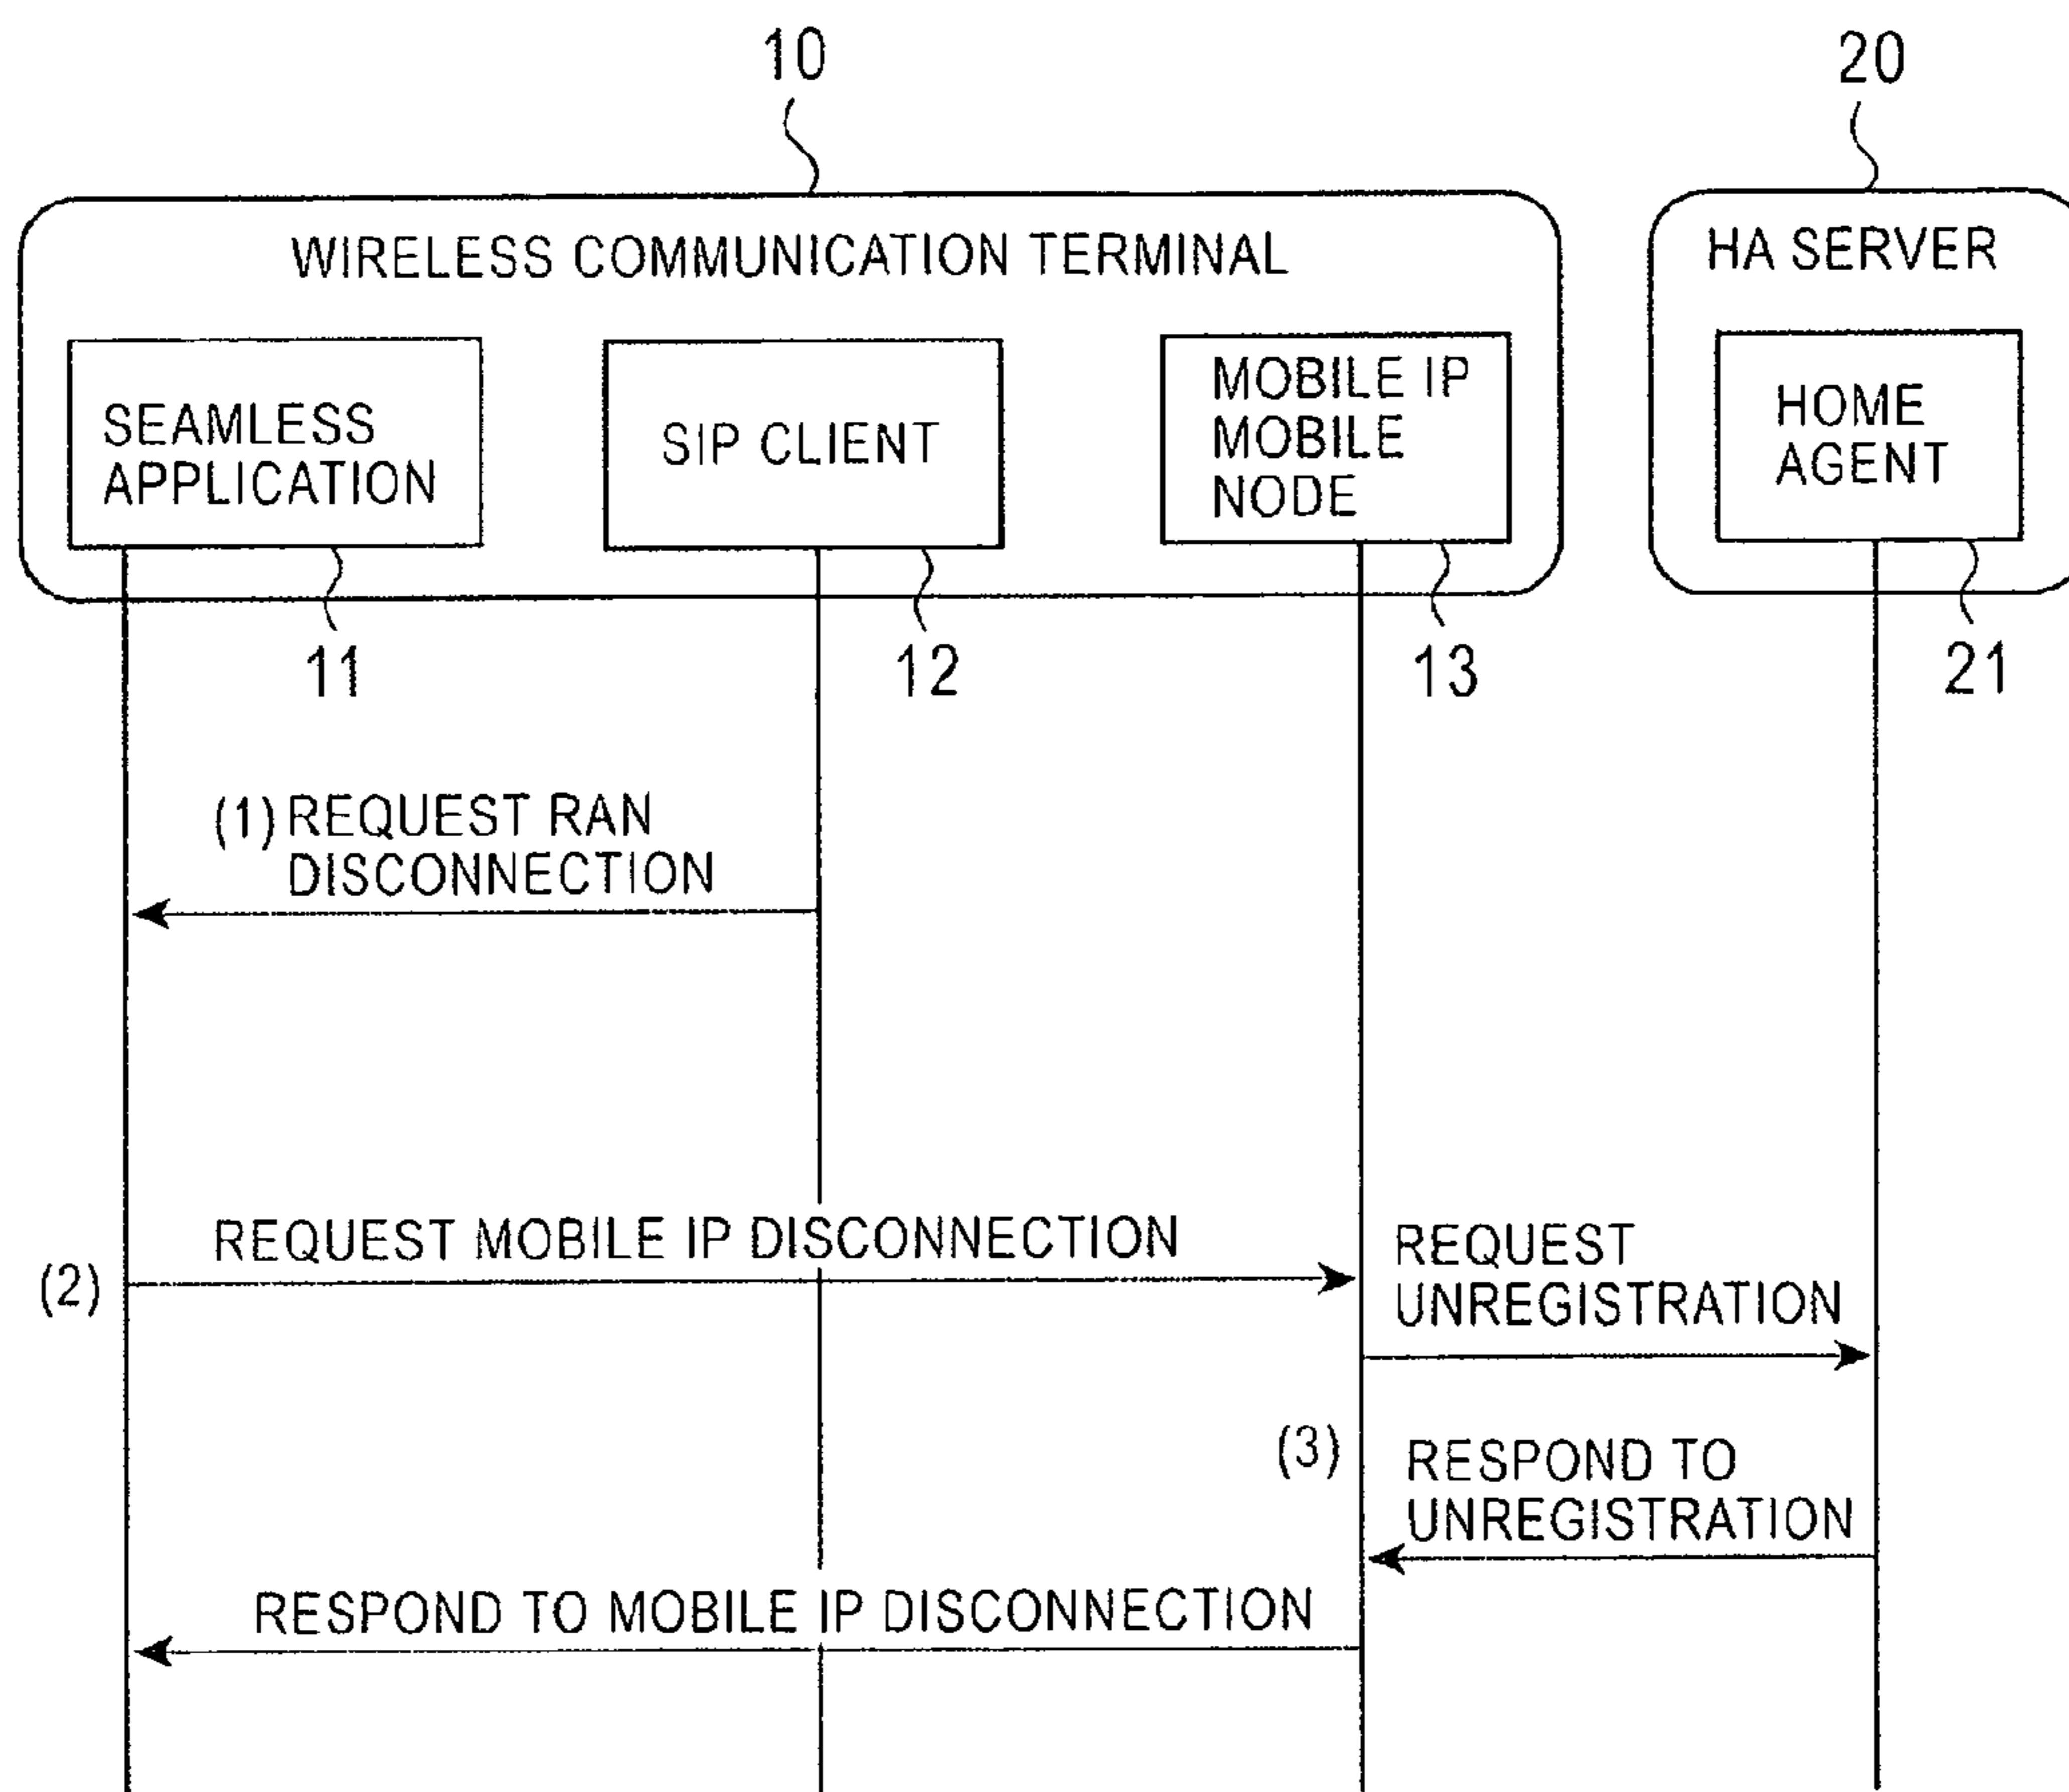 10
20
WIRELESS COMMUNICATION TERMINAL
HA SERVER
SEAMLESS
APPLICATION
SIP CLIENT
MOBILE IP
MOBILE
NODE
HOME
AGENT
11
12
13
21
(1) REQUEST RAN
DISCONNECTION
REQUEST MOBILE IP DISCONNECTION
(2)
REQUEST
UNREGISTRATION
(3)
RESPOND TO
UNREGISTRATION
RESPOND TO MOBILE IP DISCONNECTION